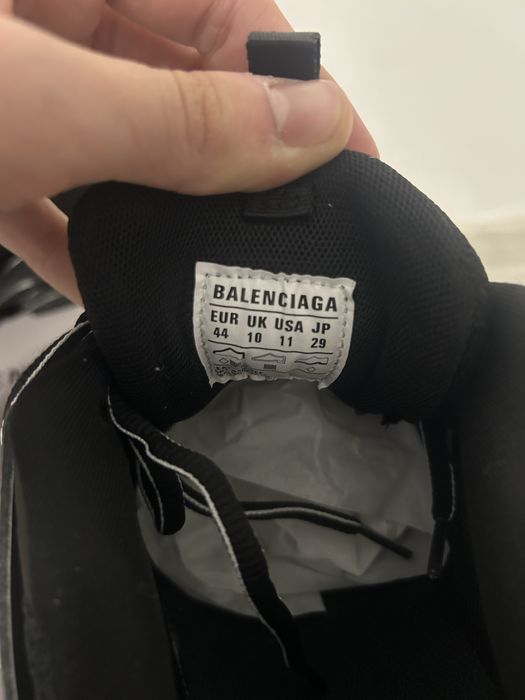 BALENCIAGA
EUR UK USA JP
44 10 11 29